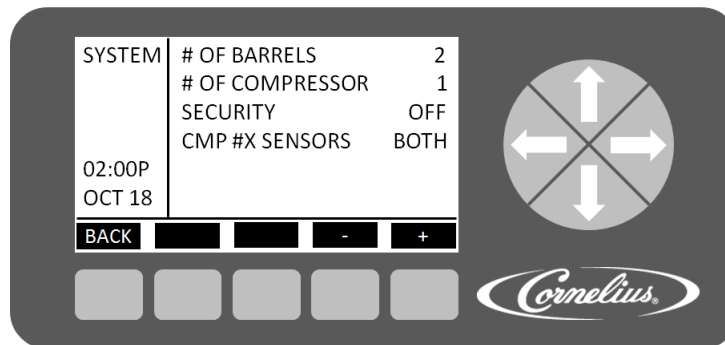 SYSTEM
# OF BARRELS 2
# OF COMPRESSOR 1
SECURITY OFF
CMP #X SENSORS BOTH
02:00P
OCT 18
BACK - +
Cornelius®